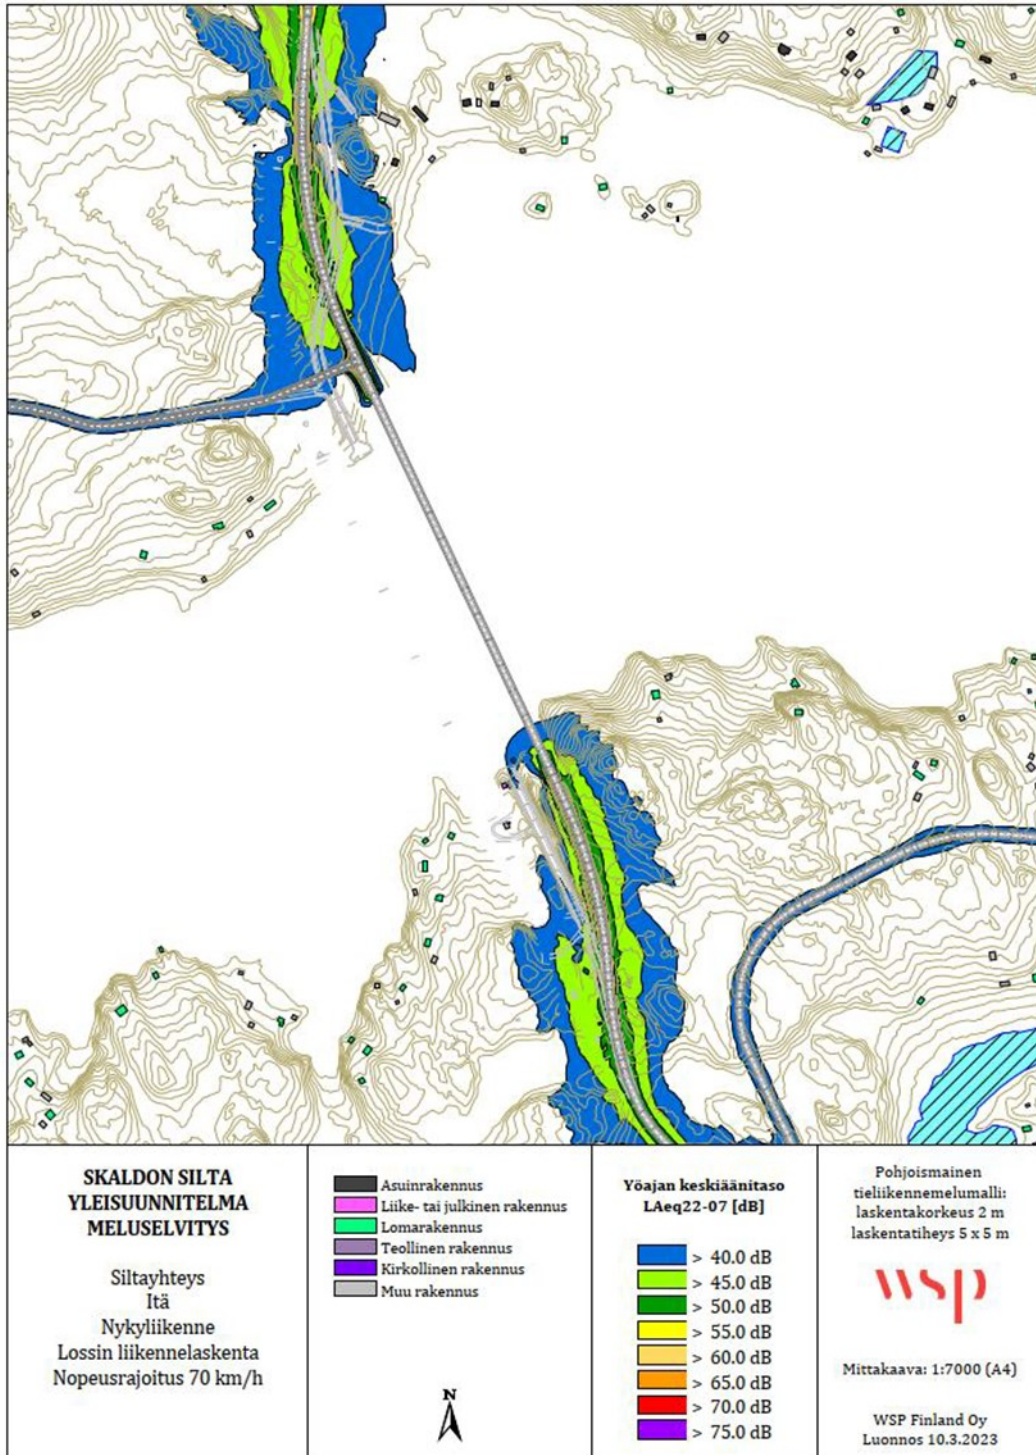 SKALDON SILTA
YLEISUUNNITELMA
MELUSELVITYS
Siltayhteys
Itä
Nykyliikenne
Lossin liikennelaskenta
Nopeusrajoitus 70 km/h
Asuinrakennus
Liike- tai julkinen rakennus
Lomarakennus
Teollinen rakennus
Kirkollinen rakennus
Muu rakennus
N
Yöajan keskiäänitaso
LAeq22-07 [dB]
> 40.0 dB
> 45.0 dB
> 50.0 dB
> 55.0 dB
> 60.0 dB
> 65.0 dB
> 70.0 dB
> 75.0 dB
Pohjoismainen
tieliikennemelumalli:
laskentakorkeus 2 m
laskentatiheys 5 x 5 m
wsp
Mittakaava: 1:7000 (A4)
WSP Finland Oy
Luonnos 10.3.2023